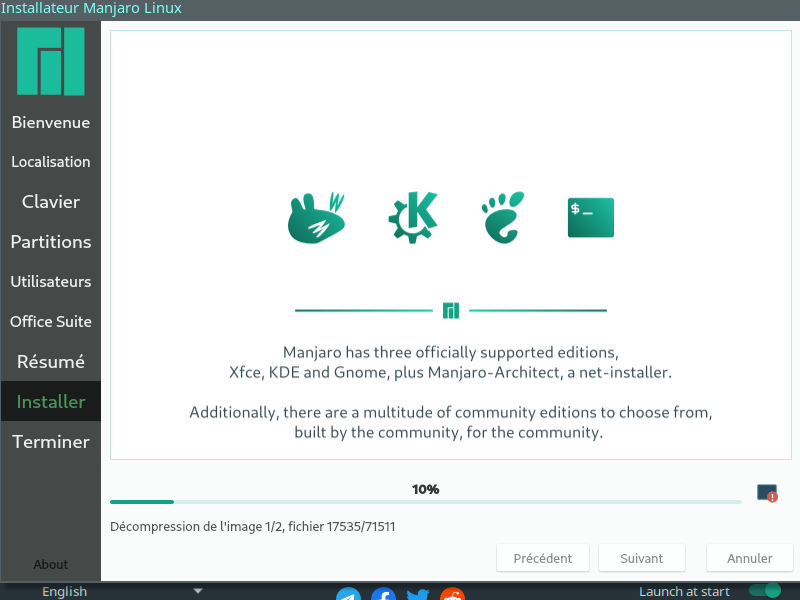 Installateur Manjaro Linux
Bienvenue
Localisation
Clavier
Partitions
Utilisateurs
Office Suite
Résumé
Installer
Terminer
About
$_
Manjaro has three officially supported editions,
Xfce, KDE and Gnome, plus Manjaro-Architect, a net-installer.
Additionally, there are a multitude of community editions to choose from,
built by the community, for the community.
10%
Décompression de l'image 1/2, fichier 17535/71511
Précédent
Suivant
Annuler
English
Launch at start